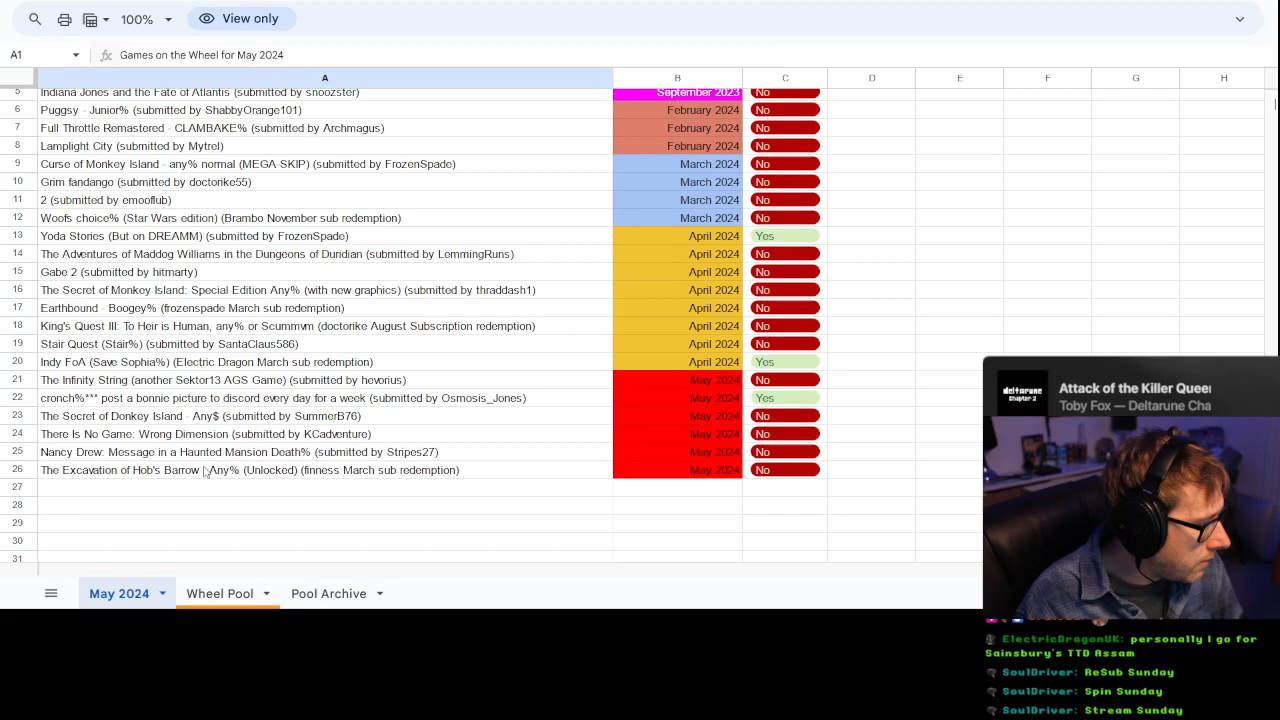 100%
View only
A1
Games on the Wheel for May 2024
A B C D E F G H
5 Indiana Jones and the Fate of Atlantis (submitted by snoozster) September 2023 No
6 Puggsy - Junior% (submitted by ShabbyOrange101) February 2024 No
7 Full Throttle Remastered - CLAMBAKE% (submitted by Archmagus) February 2024 No
8 Lamplight City (submitted by Mytrel) February 2024 No
9 Curse of Monkey Island - any% normal (MEGA-SKIP) (submitted by FrozenSpade) March 2024 No
10 Grim fandango (submitted by doctorike55) March 2024 No
11 2 (submitted by emooflub) March 2024 No
12 Woofs choice% (Star Wars edition) (Brambo November sub redemption) March 2024 No
13 Yoda Stories (But on DREAMM) (submitted by FrozenSpade) April 2024 Yes
14 The Adventures of Maddog Williams in the Dungeons of Duridian (submitted by LemmingRuns) April 2024 No
15 Gabe 2 (submitted by hitmarty) April 2024 No
16 The Secret of Monkey Island: Special Edition Any% (with new graphics) (submitted by thraddash1) April 2024 No
17 Earthbound - Boogey% (frozenspade March sub redemption) April 2024 No
18 King's Quest III: To Heir is Human, any% or Scummvm (doctorike August Subscription redemption) April 2024 No
19 Stair Quest (Stair%) (submitted by SantaClaus586) April 2024 No
20 Indy FoA (Save Sophia%) (Electric Dragon March sub redemption) April 2024 Yes
21 The Infinity String (another Sektor13 AGS Game) (submitted by hevorius) May 2024 No
22 cronch%*** post a bonnie picture to discord every day for a week (submitted by Osmosis_Jones) May 2024 Yes
23 The Secret of Donkey Island - Any$ (submitted by SummerB76) May 2024 No
24 There Is No Game: Wrong Dimension (submitted by KCadventure) May 2024 No
25 Nancy Drew: Message in a Haunted Mansion Death% (submitted by Stripes27) May 2024 No
26 The Excavation of Hob's Barrow - Any% (Unlocked) (finness March sub redemption) May 2024 No
27
28
29
30
31
May 2024 Wheel Pool Pool Archive
deltarune
Chapter 2
Attack of the Killer Queen
Toby Fox — Deltarune Cha
ElectricDragonUK: personally I go for
Sainsbury's TTD Assam
SoulDriver: ReSub Sunday
SoulDriver: Spin Sunday
SoulDriver: Stream Sunday